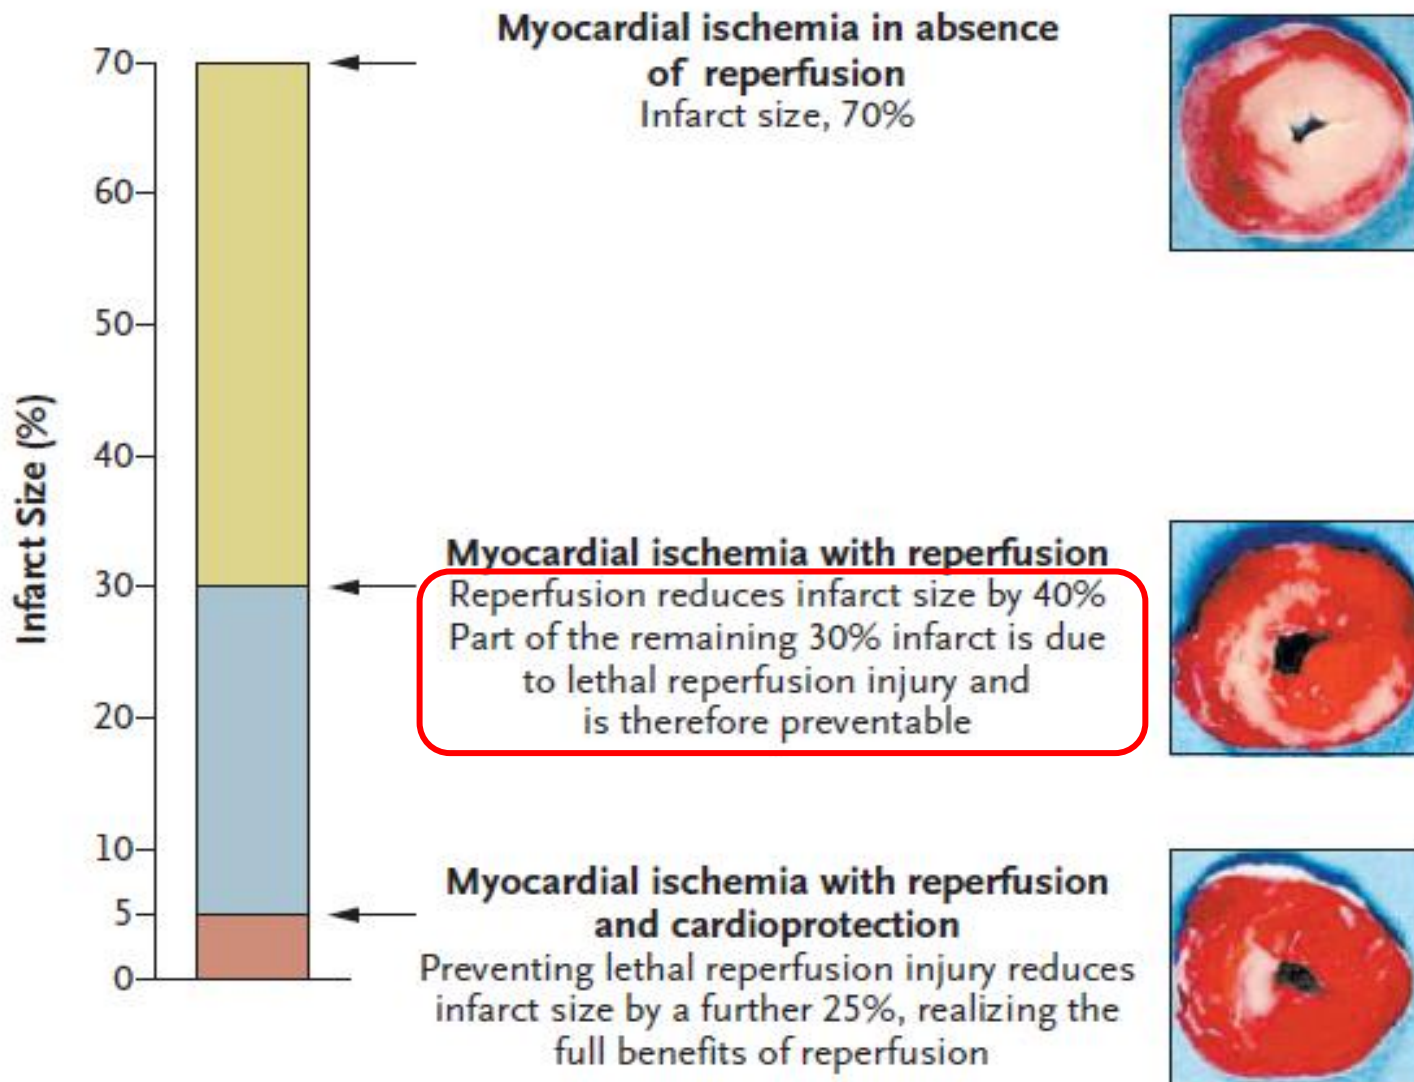 Myocardial ischemia in absence
of reperfusion
Infarct size, 70%
70
60
50
40
30
20
10
5
0
Infarct Size (%)
Myocardial ischemia with reperfusion
Reperfusion reduces infarct size by 40%
Part of the remaining 30% infarct is due
to lethal reperfusion injury and
is therefore preventable
Myocardial ischemia with reperfusion
and cardioprotection
Preventing lethal reperfusion injury reduces
infarct size by a further 25%, realizing the
full benefits of reperfusion